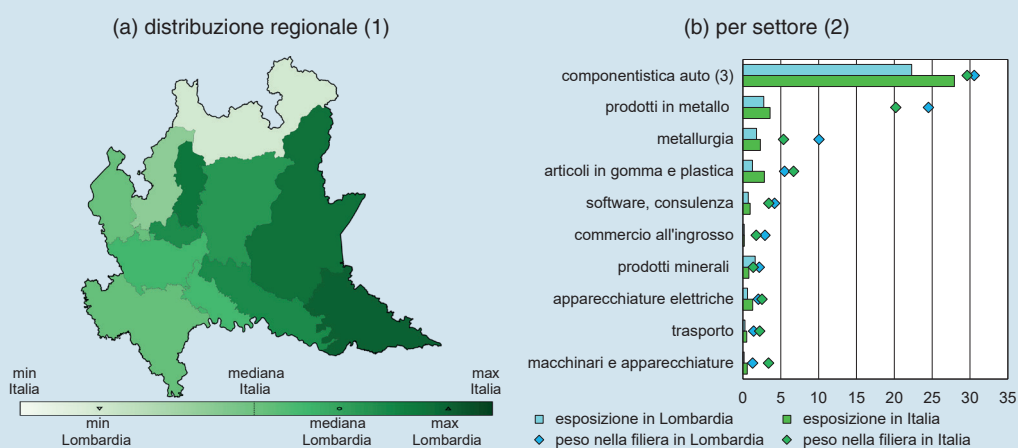 (a) distribuzione regionale (1)
min Italia
mediana Italia
max Italia
min Lombardia
mediana Lombardia
max Lombardia
(b) per settore (2)
componentistica auto (3)
prodotti in metallo
metallurgia
articoli in gomma e plastica
software, consulenza
commercio all'ingrosso
prodotti minerali
apparecchiature elettriche
trasporto
macchinari e apparecchiature
0 5 10 15 20 25 30 35
esposizione in Lombardia
esposizione in Italia
peso nella filiera in Lombardia
peso nella filiera in Italia